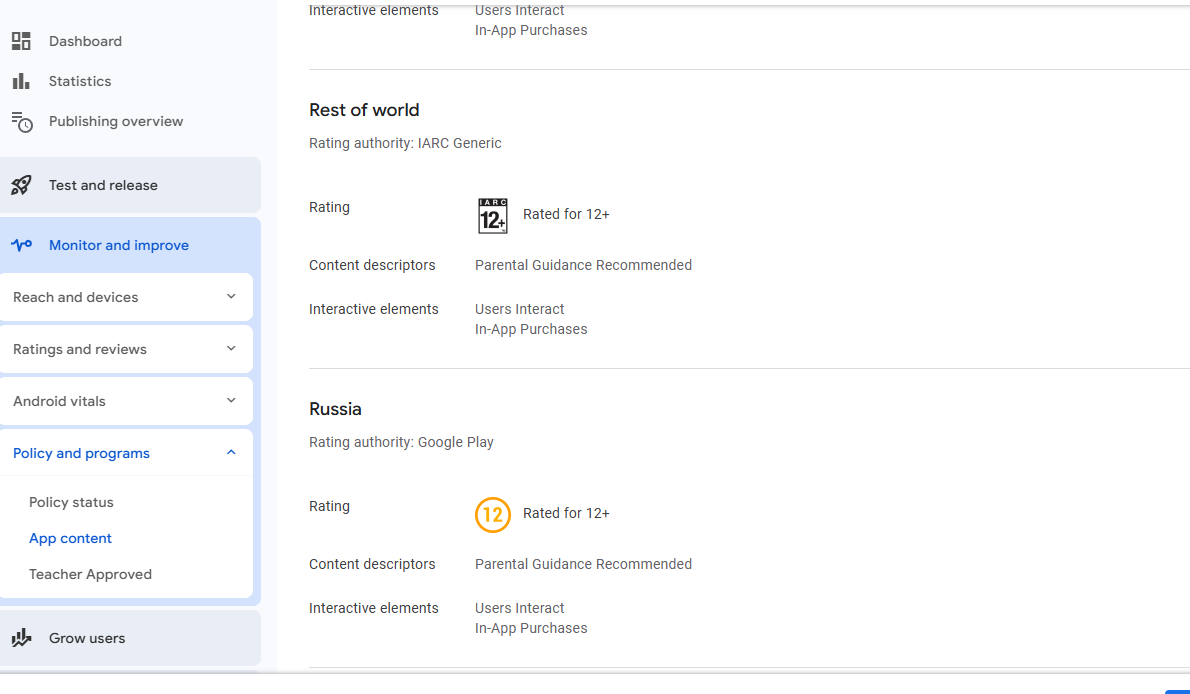 Dashboard
Statistics
Publishing overview
Test and release
Monitor and improve
Reach and devices
Ratings and reviews
Android vitals
Policy and programs
Policy status
App content
Teacher Approved
Grow users
Interactive elements Users Interact
In-App Purchases
Rest of world
Rating authority: IARC Generic
Rating IARC 12+ Rated for 12+
Content descriptors Parental Guidance Recommended
Interactive elements Users Interact
In-App Purchases
Russia
Rating authority: Google Play
Rating 12 Rated for 12+
Content descriptors Parental Guidance Recommended
Interactive elements Users Interact
In-App Purchases